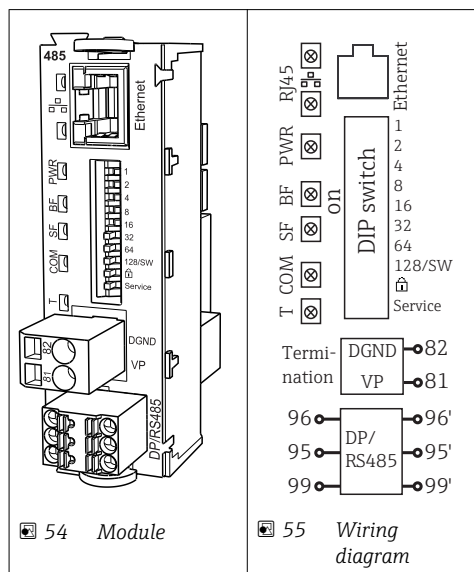 485
Ethernet
PWR
BF
SF
COM
T
1
2
4
8
16
32
64
128/SW
Service
82
81
DGND
VP
DP/RS485
54 Module
RJ45
PWR
BF
SF
COM
T
on
DIP switch
Ethernet
1
2
4
8
16
32
64
128/SW
Service
Termi-
nation
DGND
VP
82
81
96
95
99
DP/
RS485
96'
95'
99'
55 Wiring
diagram